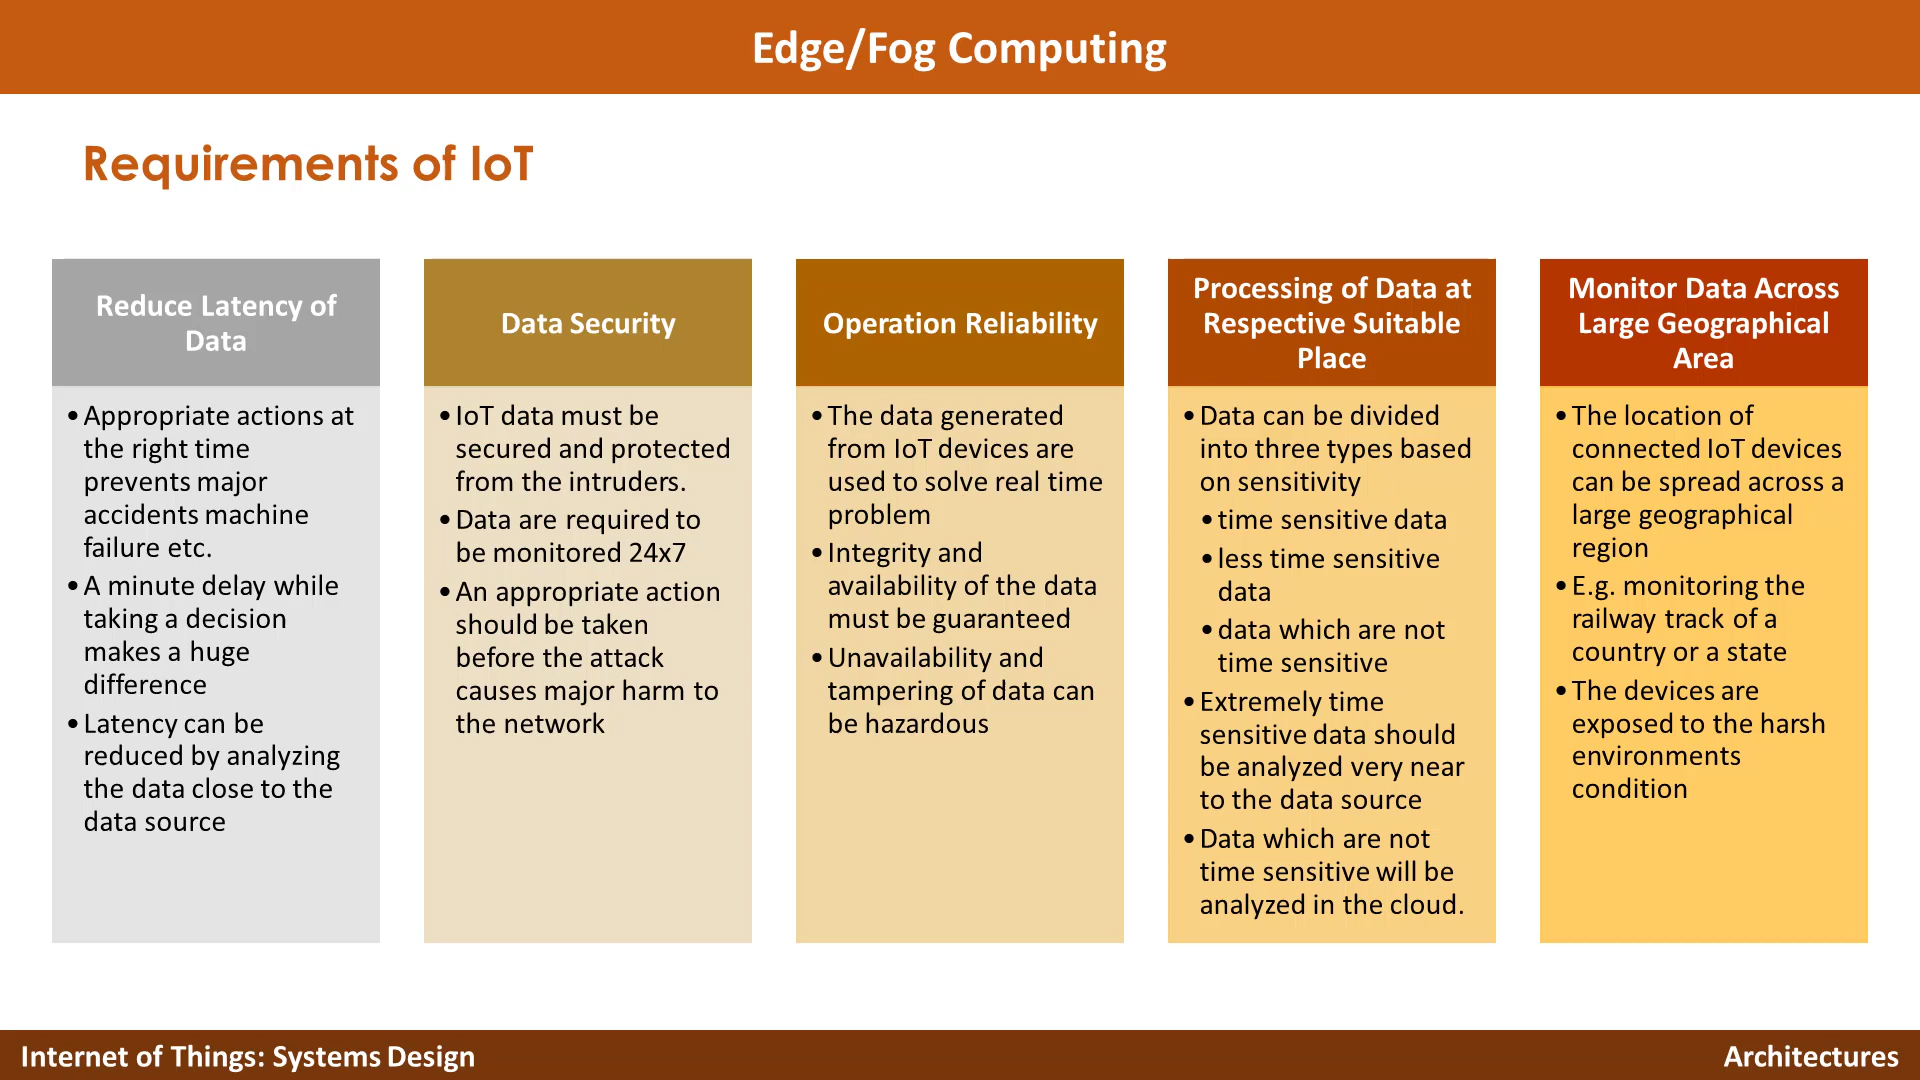 Edge/Fog Computing
Requirements of IoT
Reduce Latency of
Data
•Appropriate actions at
the right time
prevents major
accidents machine
failure etc.
•A minute delay while
taking a decision
makes a huge
difference
•Latency can be
reduced by analyzing
the data close to the
data source
Data Security
•IoT data must be
secured and protected
from the intruders.
•Data are required to
be monitored 24x7
•An appropriate action
should be taken
before the attack
causes major harm to
the network
Operation Reliability
•The data generated
from IoT devices are
used to solve real time
problem
•Integrity and
availability of the data
must be guaranteed
•Unavailability and
tampering of data can
be hazardous
Processing of Data at
Respective Suitable
Place
•Data can be divided
into three types based
on sensitivity
•time sensitive data
•less time sensitive
data
•data which are not
time sensitive
•Extremely time
sensitive data should
be analyzed very near
to the data source
•Data which are not
time sensitive will be
analyzed in the cloud.
Monitor Data Across
Large Geographical
Area
•The location of
connected IoT devices
can be spread across a
large geographical
region
•E.g. monitoring the
railway track of a
country or a state
•The devices are
exposed to the harsh
environments
condition
Internet of Things: Systems Design
Architectures